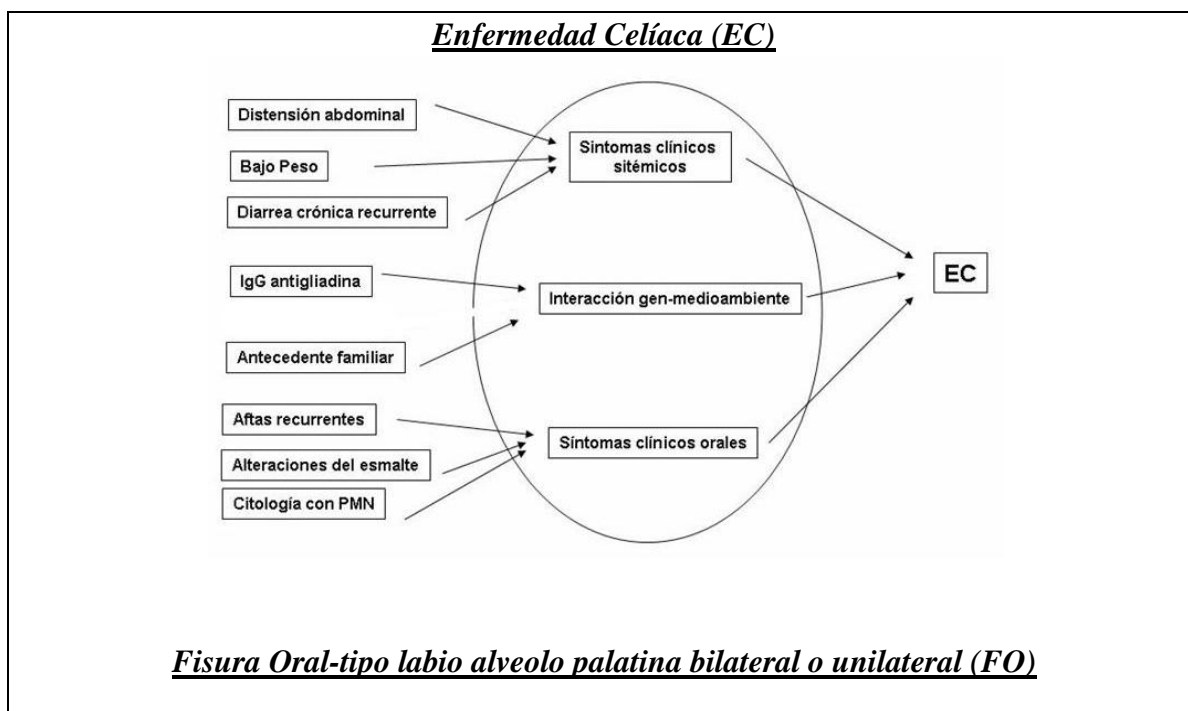 Enfermedad Celíaca (EC)
Distensión abdominal
Bajo Peso
Diarrea crónica recurrente
IgG antigliadina
Antecedente familiar
Aftas recurrentes
Alteraciones del esmalte
Citología con PMN
Sintomas clínicos
sitémicos
Interacción gen-medioambiente
Síntomas clínicos orales
EC
Fisura Oral-tipo labio alveolo palatina bilateral o unilateral (FO)